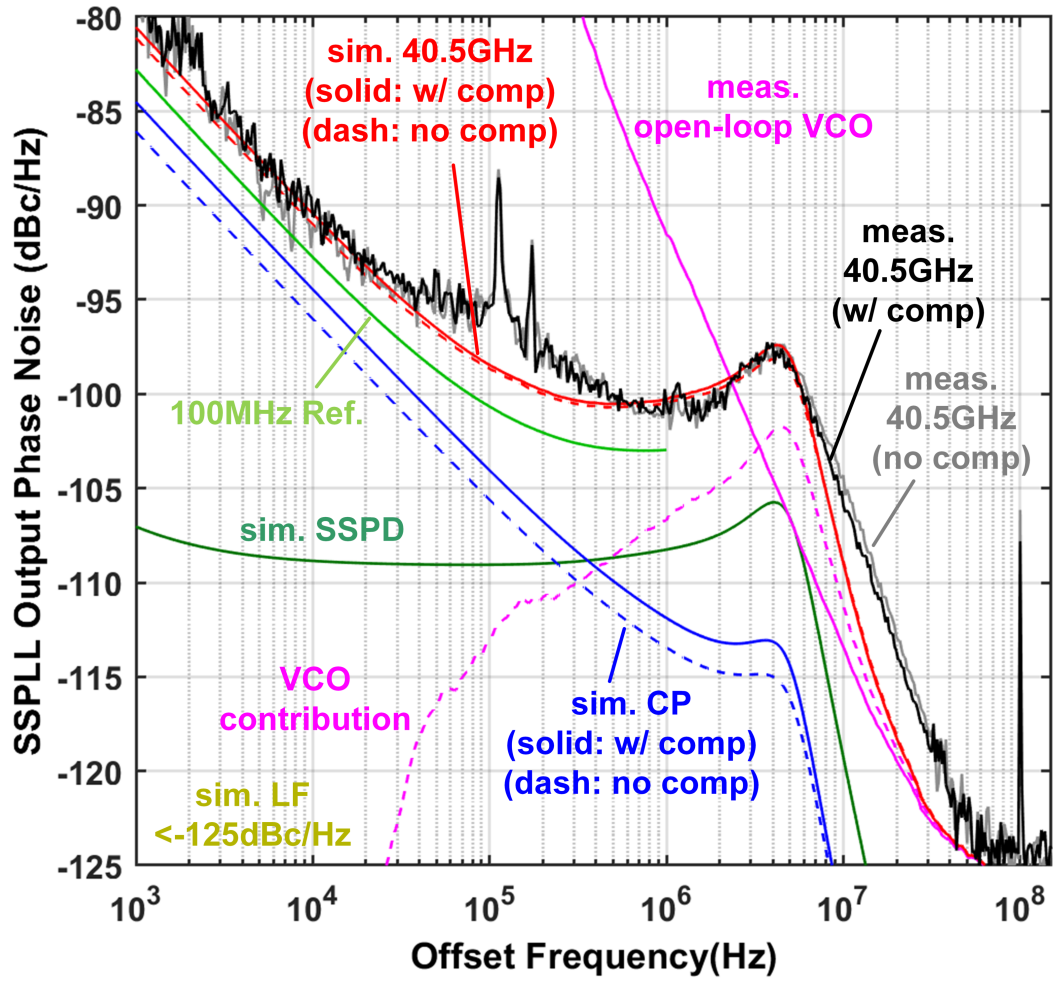 SSPLL Output Phase Noise (dBc/Hz)
-80
-85
-90
-95
-100
-105
-110
-115
-120
-125
sim. 40.5GHz
(solid: w/ comp)
(dash: no comp)
meas.
open-loop VCO
meas.
40.5GHz
(w/ comp)
meas.
40.5GHz
(no comp)
100MHz Ref.
sim. SSPD
VCO
contribution
sim. CP
(solid: w/ comp)
(dash: no comp)
sim. LF
<-125dBc/Hz
10³
10⁴
10⁵
10⁶
10⁷
10⁸
Offset Frequency(Hz)